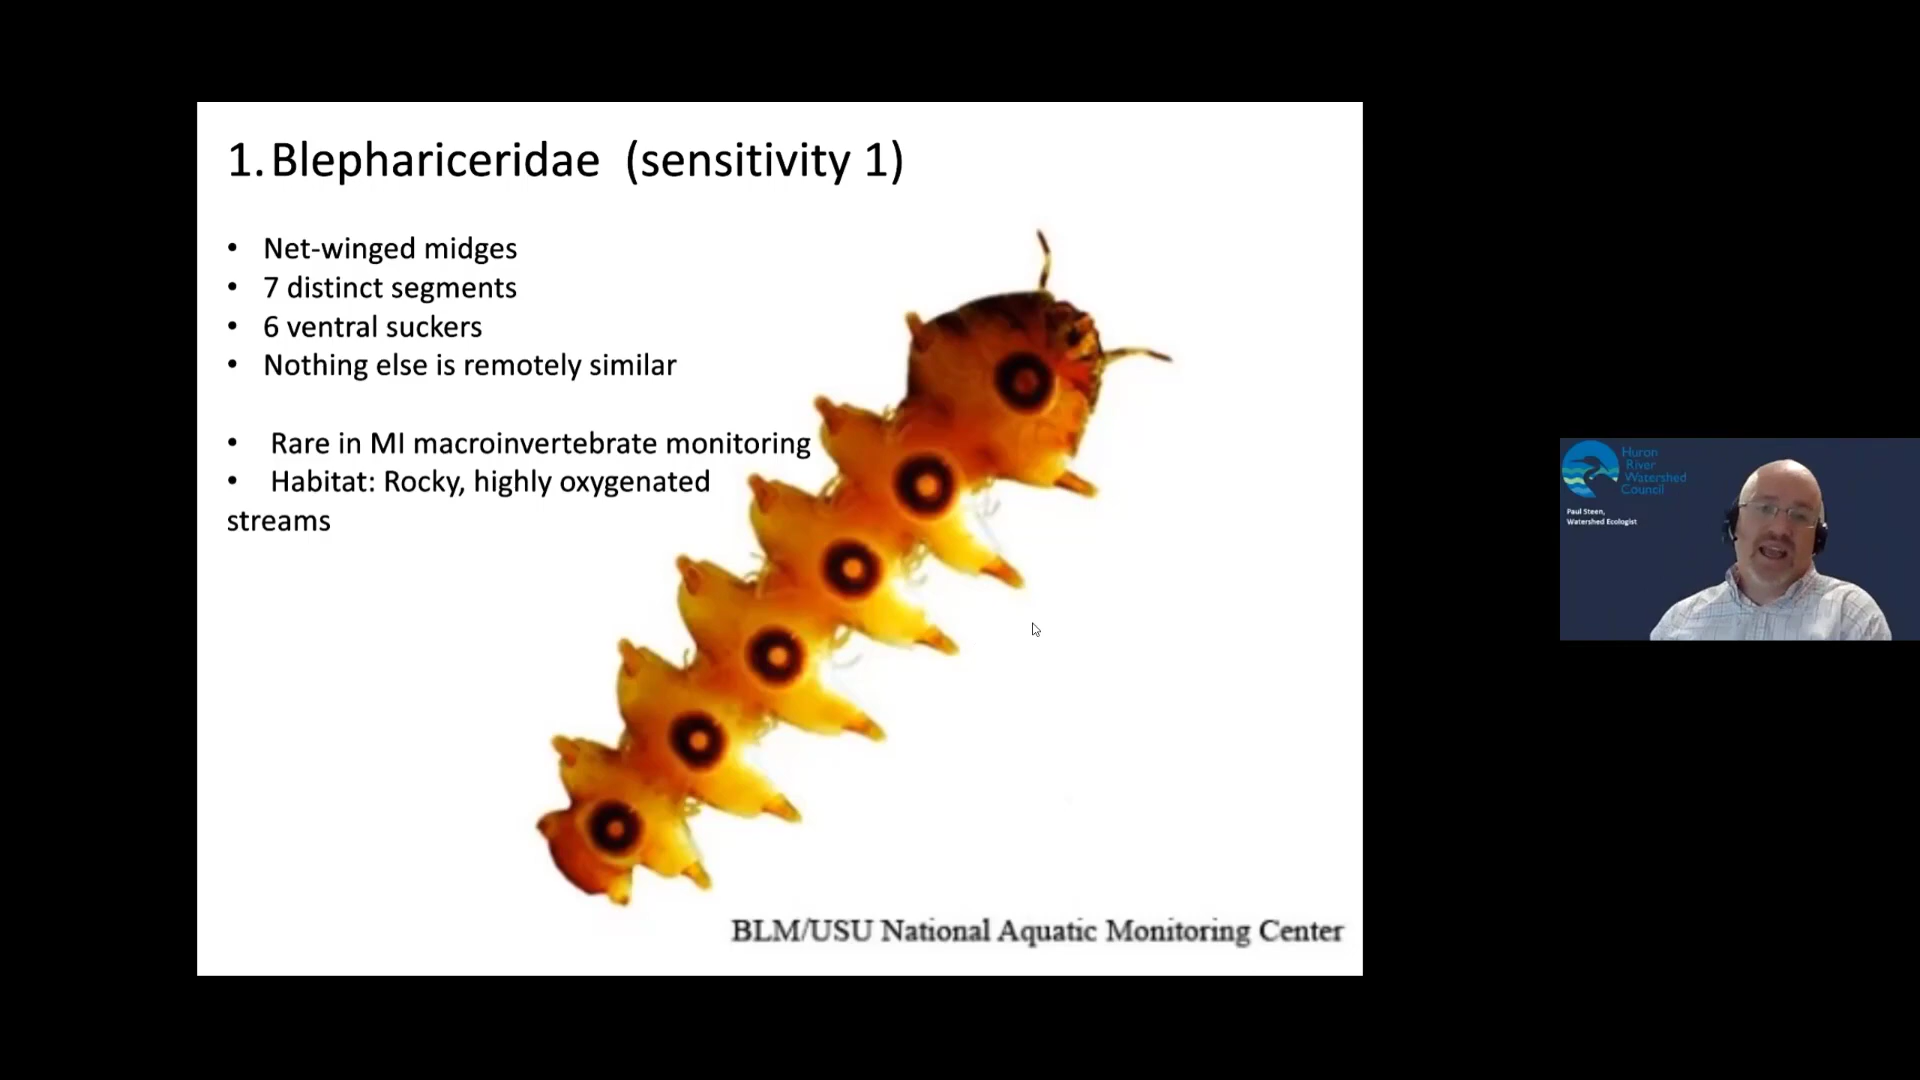 1. Blephariceridae (sensitivity 1)
• Net-winged midges
• 7 distinct segments
• 6 ventral suckers
• Nothing else is remotely similar
• Rare in MI macroinvertebrate monitoring
• Habitat: Rocky, highly oxygenated
streams
BLM/USU National Aquatic Monitoring Center
Huron
River
Watershed
Council
Paul Steen,
Watershed Ecologist